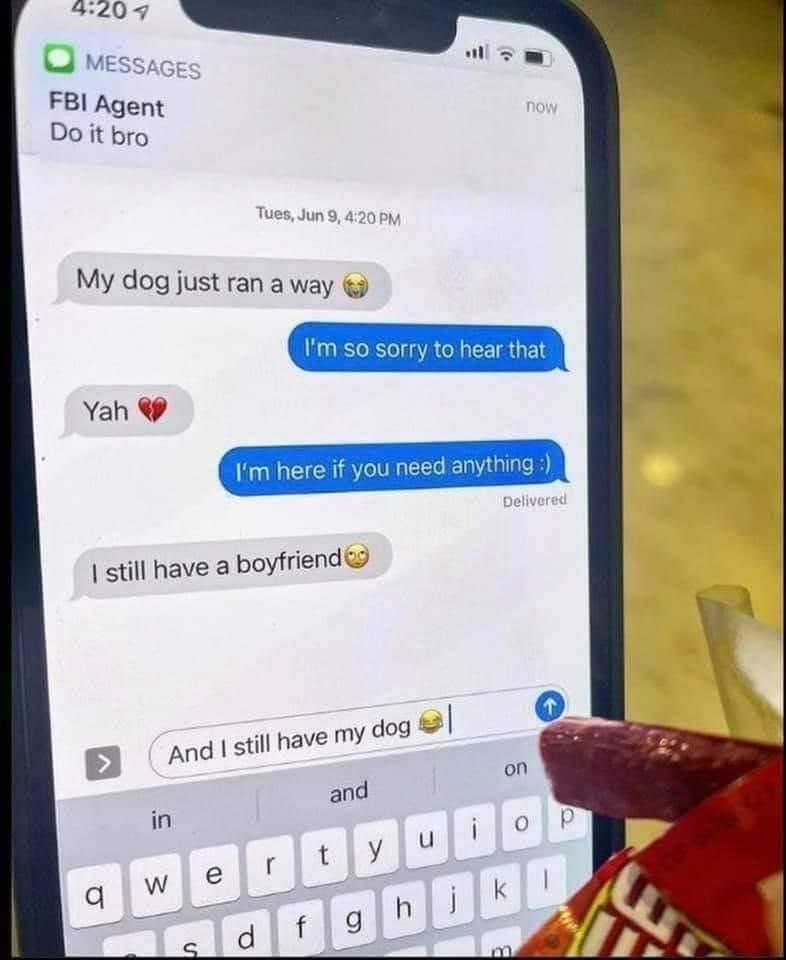 4:20
MESSAGES
FBI Agent
now
Do it bro
Tues, Jun 9, 4:20 PM
My dog just ran a way 😭
I'm so sorry to hear that
Yah 💔
I'm here if you need anything :)
Delivered
I still have a boyfriend🙄
And I still have my dog 😂
in and on
q w e r t y u i o p
s d f g h j k l
m